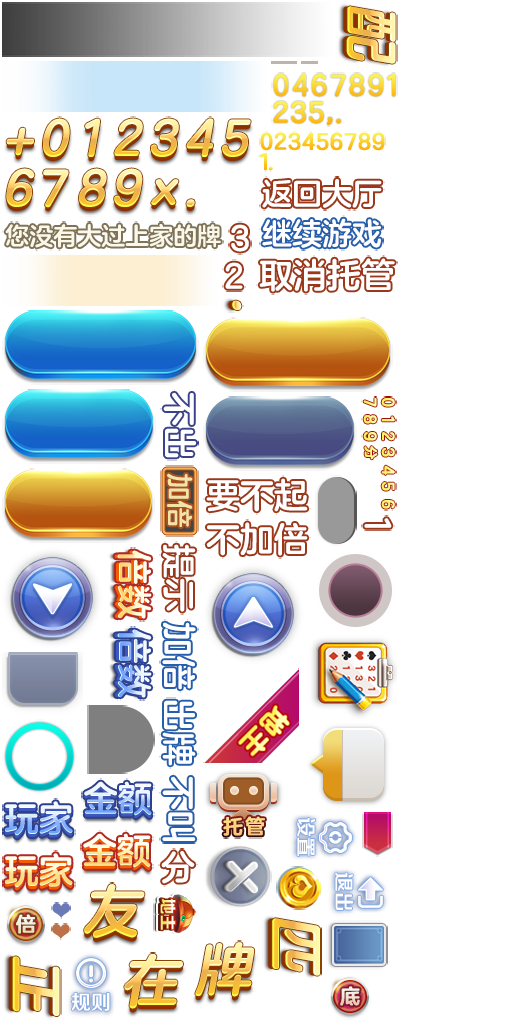 配
0467891
235,.
+012345
6789×.
023456789
1.
返回大厅
您没有大过上家的牌
3
2
.
继续游戏
取消托管
不出
0123456
789分
1
加倍
要不起
不加倍
提示
倍数
倍数
加倍
出牌
地主
金额
玩家
不叫
托管
金额
玩家
分
设置
退出
倍
友
地主
匹
正
规则
在
牌
底